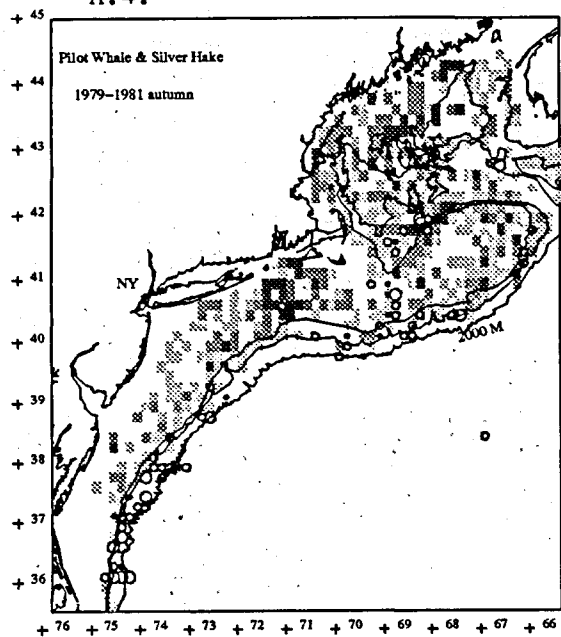 Pilot Whale & Silver Hake
1979–1981 autumn
+ 45
+ 44
+ 43
+ 42
+ 41
+ 40
+ 39
+ 38
+ 37
+ 36
NY
2000 M
+ 76 + 75 + 74 + 73 + 72 + 71 + 70 + 69 + 68 + 67 + 66